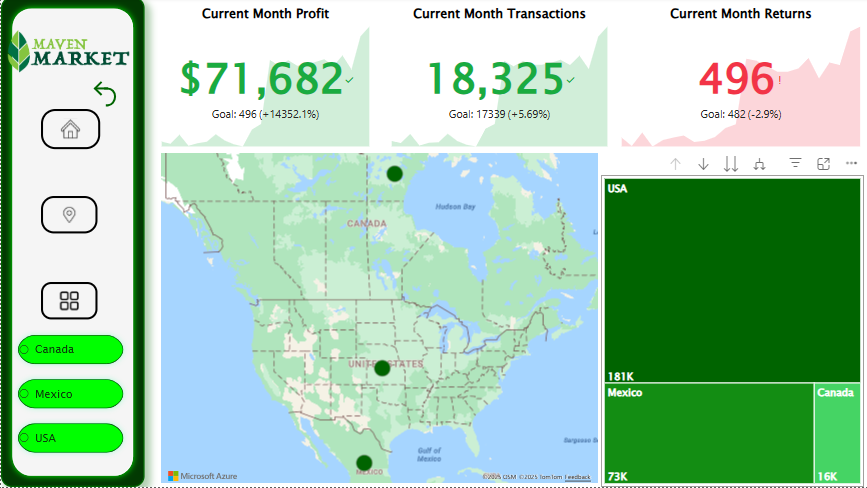 MAVEN
MARKET
Canada
Mexico
USA
Current Month Profit
$71,682
Goal: 496 (+14352.1%)
Current Month Transactions
18,325
Goal: 17339 (+5.69%)
Current Month Returns
496!
Goal: 482 (-2.9%)
Hudson Bay
CANADA
UNITED STATES
Gulf of
Mexico
MEXICO
Microsoft Azure
©2025 OSM ©2025 TomTom Feedback
USA
181K
Mexico
73K
Canada
16K